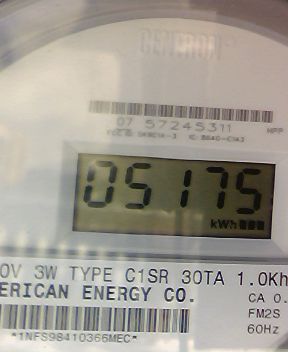 CENTRON
07 57245311
05175
kWh
0V 3W TYPE C1SR 30TA 1.0Kh
ERICAN ENERGY CO.
CA 0.
FM2S
60Hz
*1NFS98410366MEC*